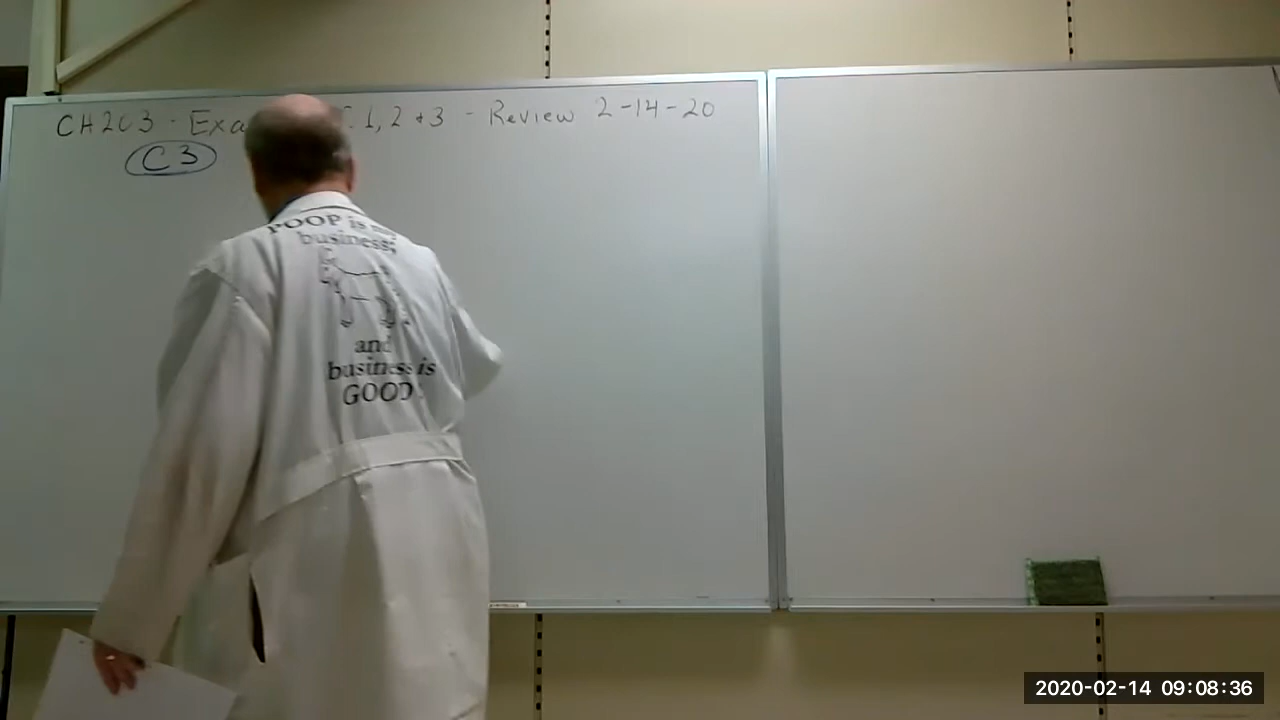 CH203 - Exa 1, 2 + 3 - Review 2-14-20
C3
POOP is
business;
and
business is
GOOD
2020-02-14 09:08:36